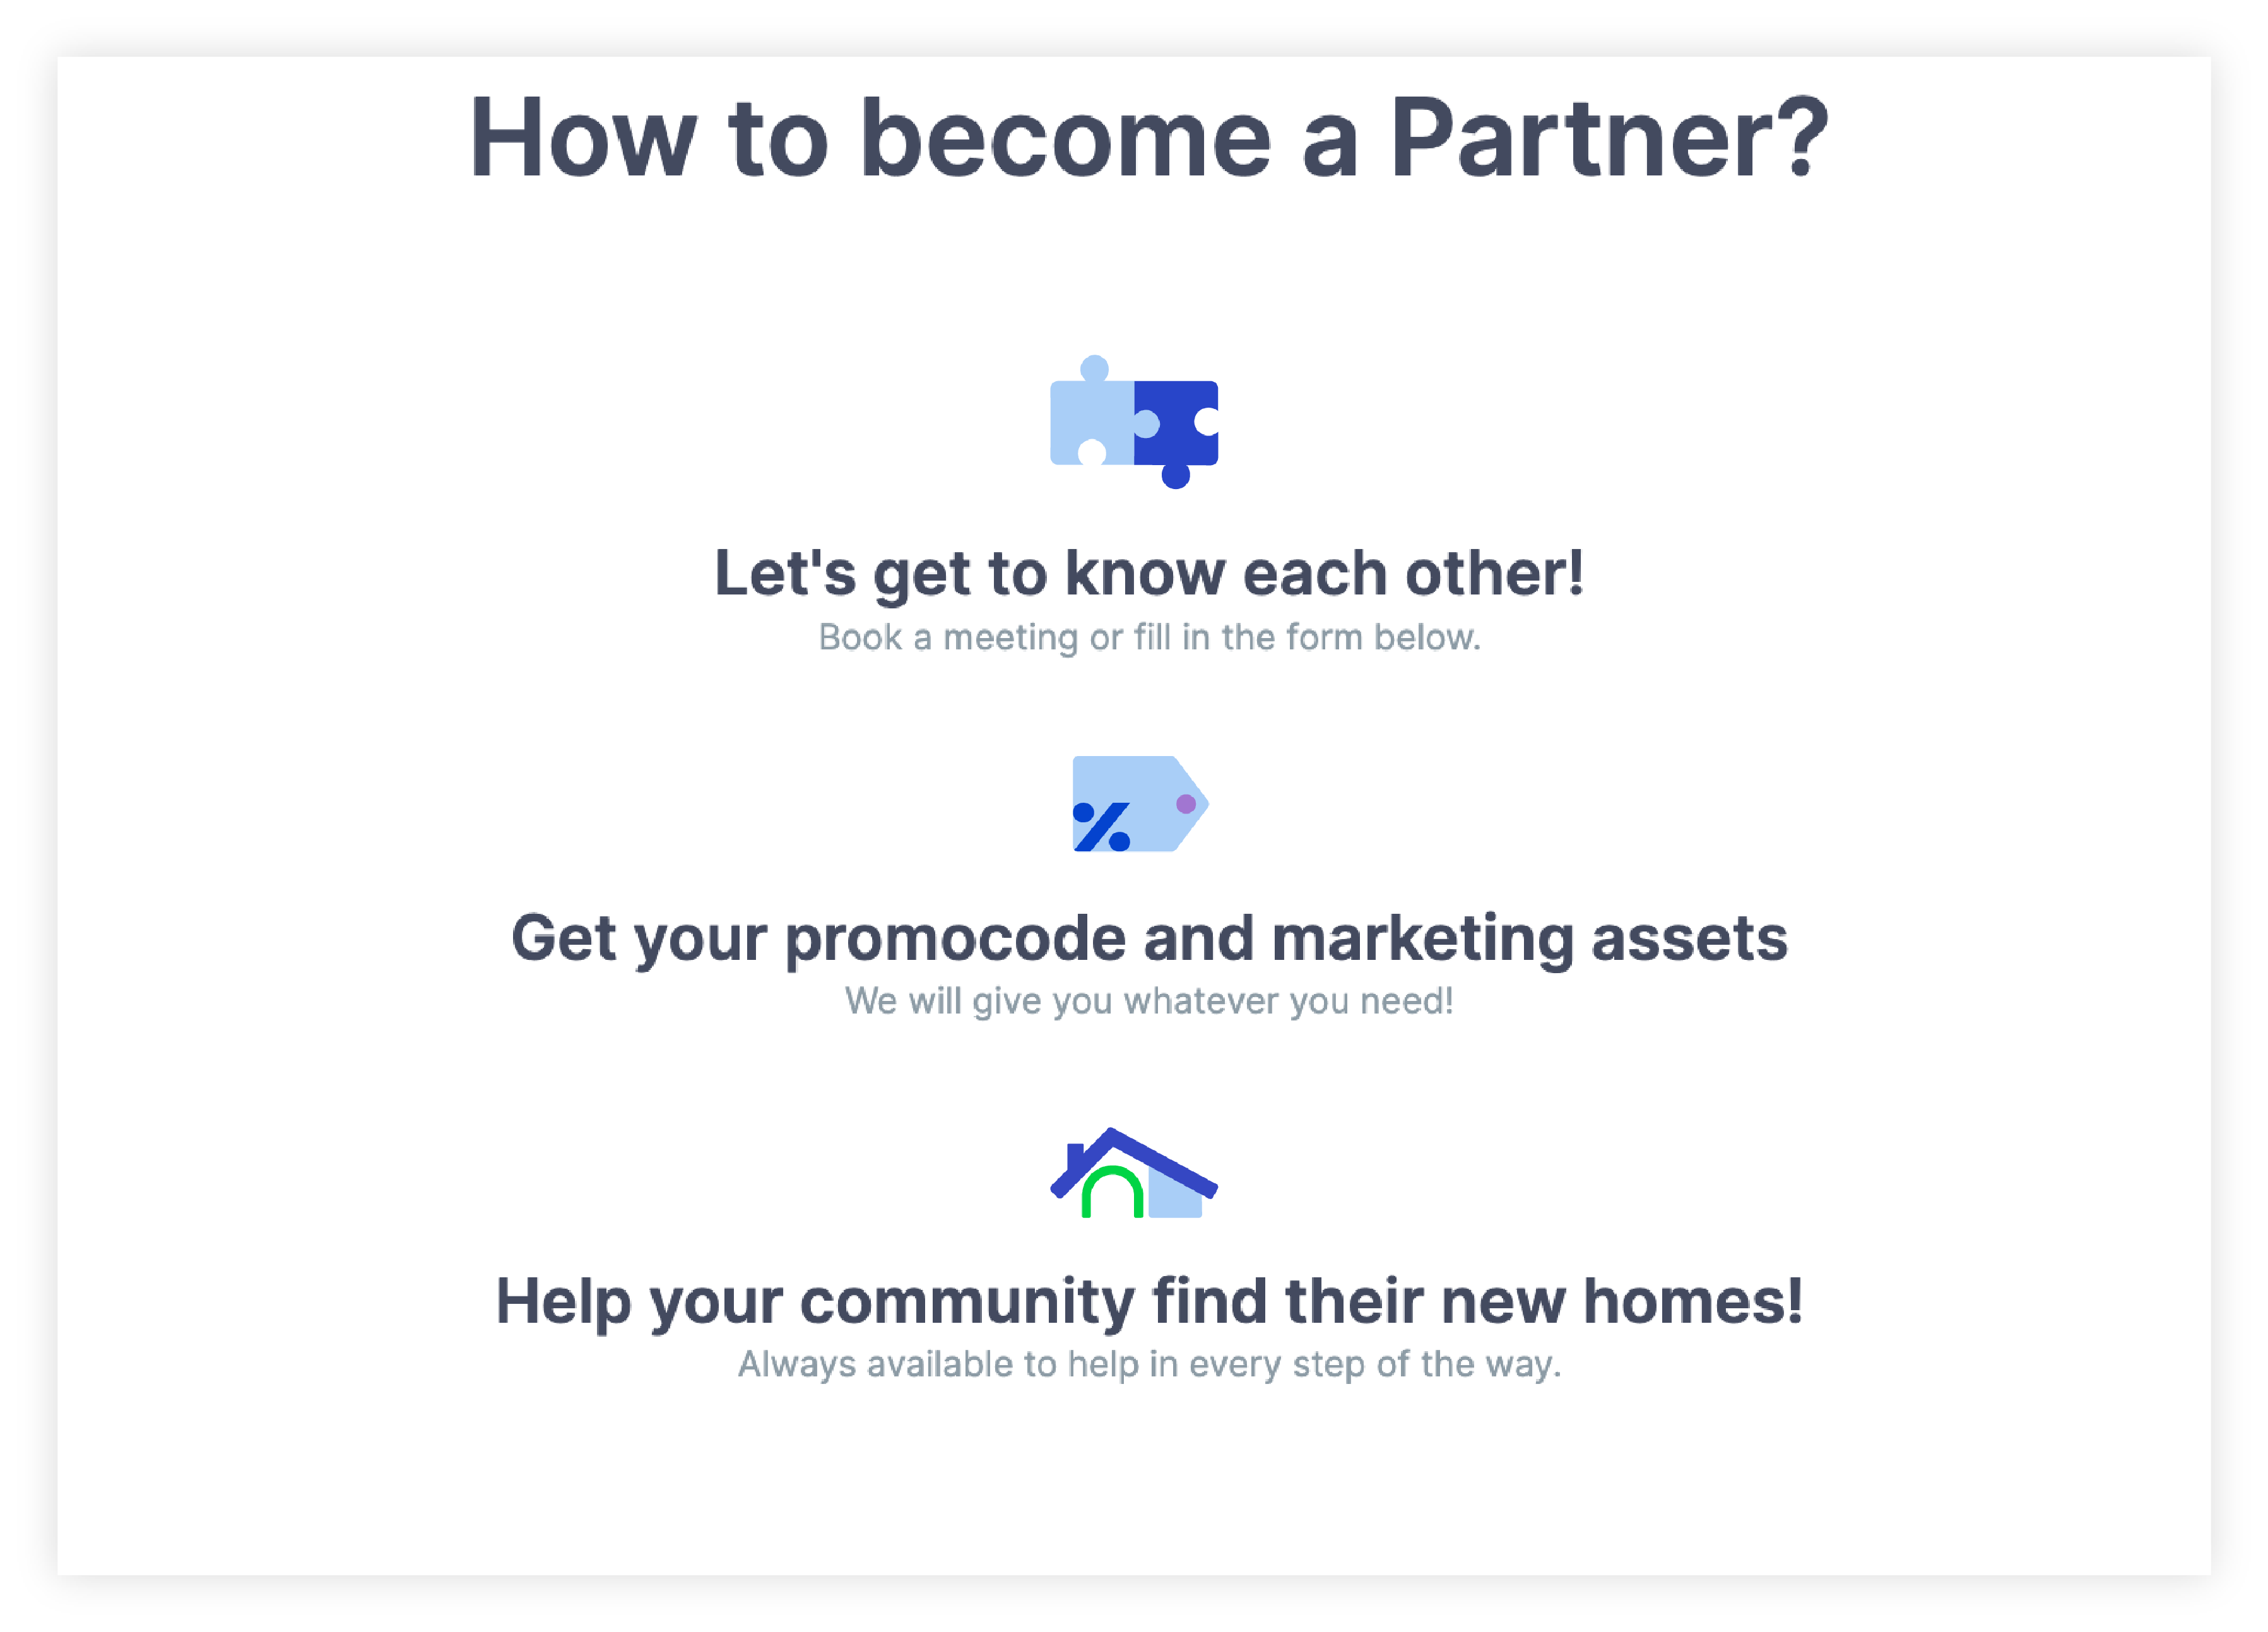 How to become a Partner?
Let's get to know each other!
Book a meeting or fill in the form below.
Get your promocode and marketing assets
We will give you whatever you need!
Help your community find their new homes!
Always available to help in every step of the way.